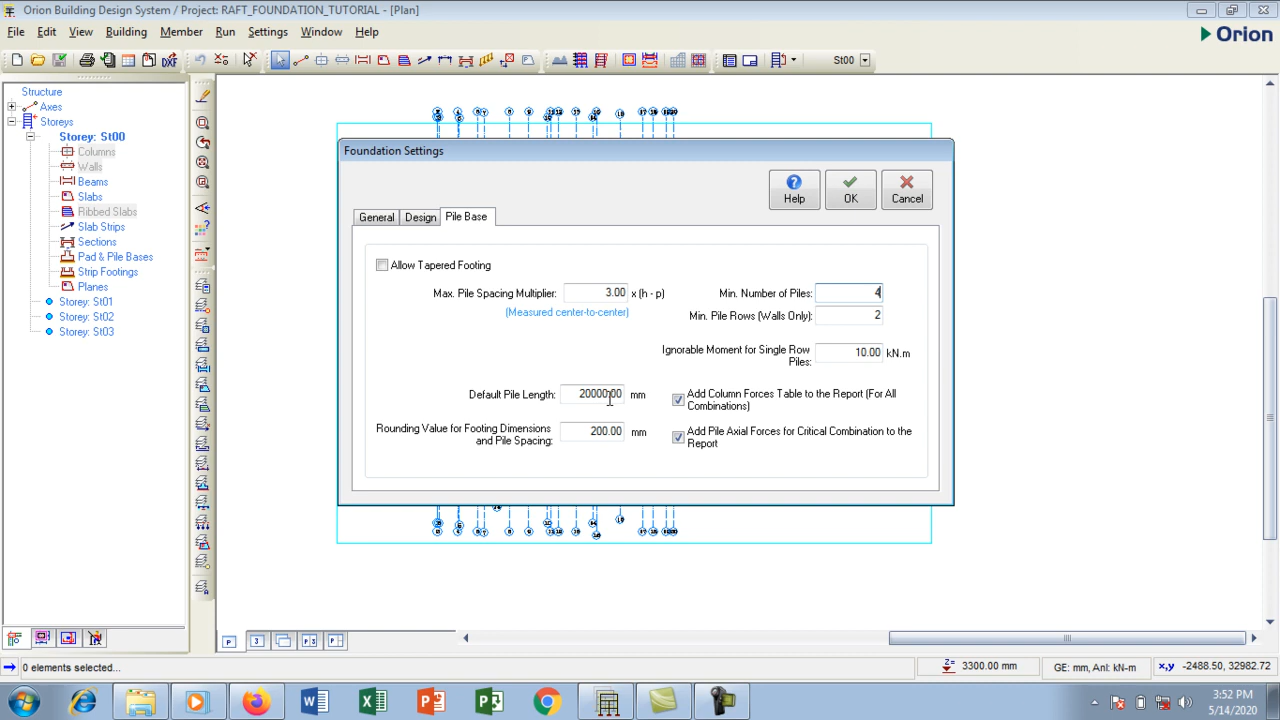 Orion Building Design System / Project: RAFT_FOUNDATION_TUTORIAL - [Plan]
File Edit View Building Member Run Settings Window Help
Orion
DXF
St00
Structure
Axes
Storeys
Storey: St00
Columns
Walls
Beams
Slabs
Ribbed Slabs
Slab Strips
Sections
Pad & Pile Bases
Strip Footings
Planes
Storey: St01
Storey: St02
Storey: St03
Foundation Settings
Help OK Cancel
General Design Pile Base
Allow Tapered Footing
Max. Pile Spacing Multiplier: 3.00 x (h - p)
(Measured center-to-center)
Min. Number of Piles: 4
Min. Pile Rows (Walls Only): 2
Ignorable Moment for Single Row
Piles: 10.00 kN.m
Default Pile Length: 20000.00 mm
Add Column Forces Table to the Report (For All
Combinations)
Rounding Value for Footing Dimensions
and Pile Spacing: 200.00 mm
Add Pile Axial Forces for Critical Combination to the
Report
0 elements selected...
Z= 3300.00 mm
GE: mm, Anl: kN-m
x,y -2488.50, 32982.72
3:52 PM
5/14/2020